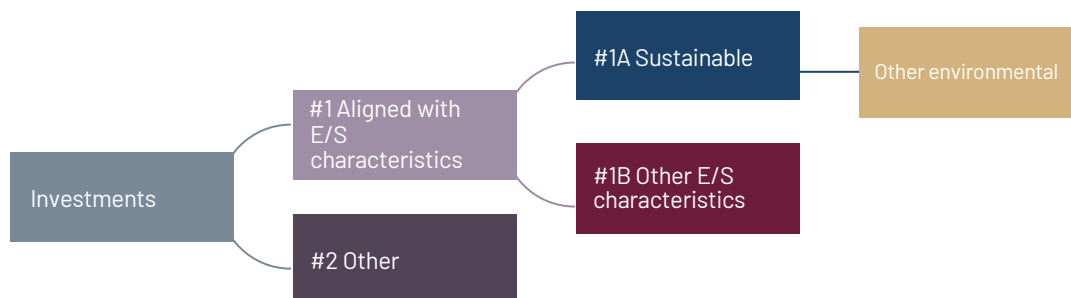 Investments
#1 Aligned with
E/S
characteristics
#2 Other
#1A Sustainable
#1B Other E/S
characteristics
Other environmental